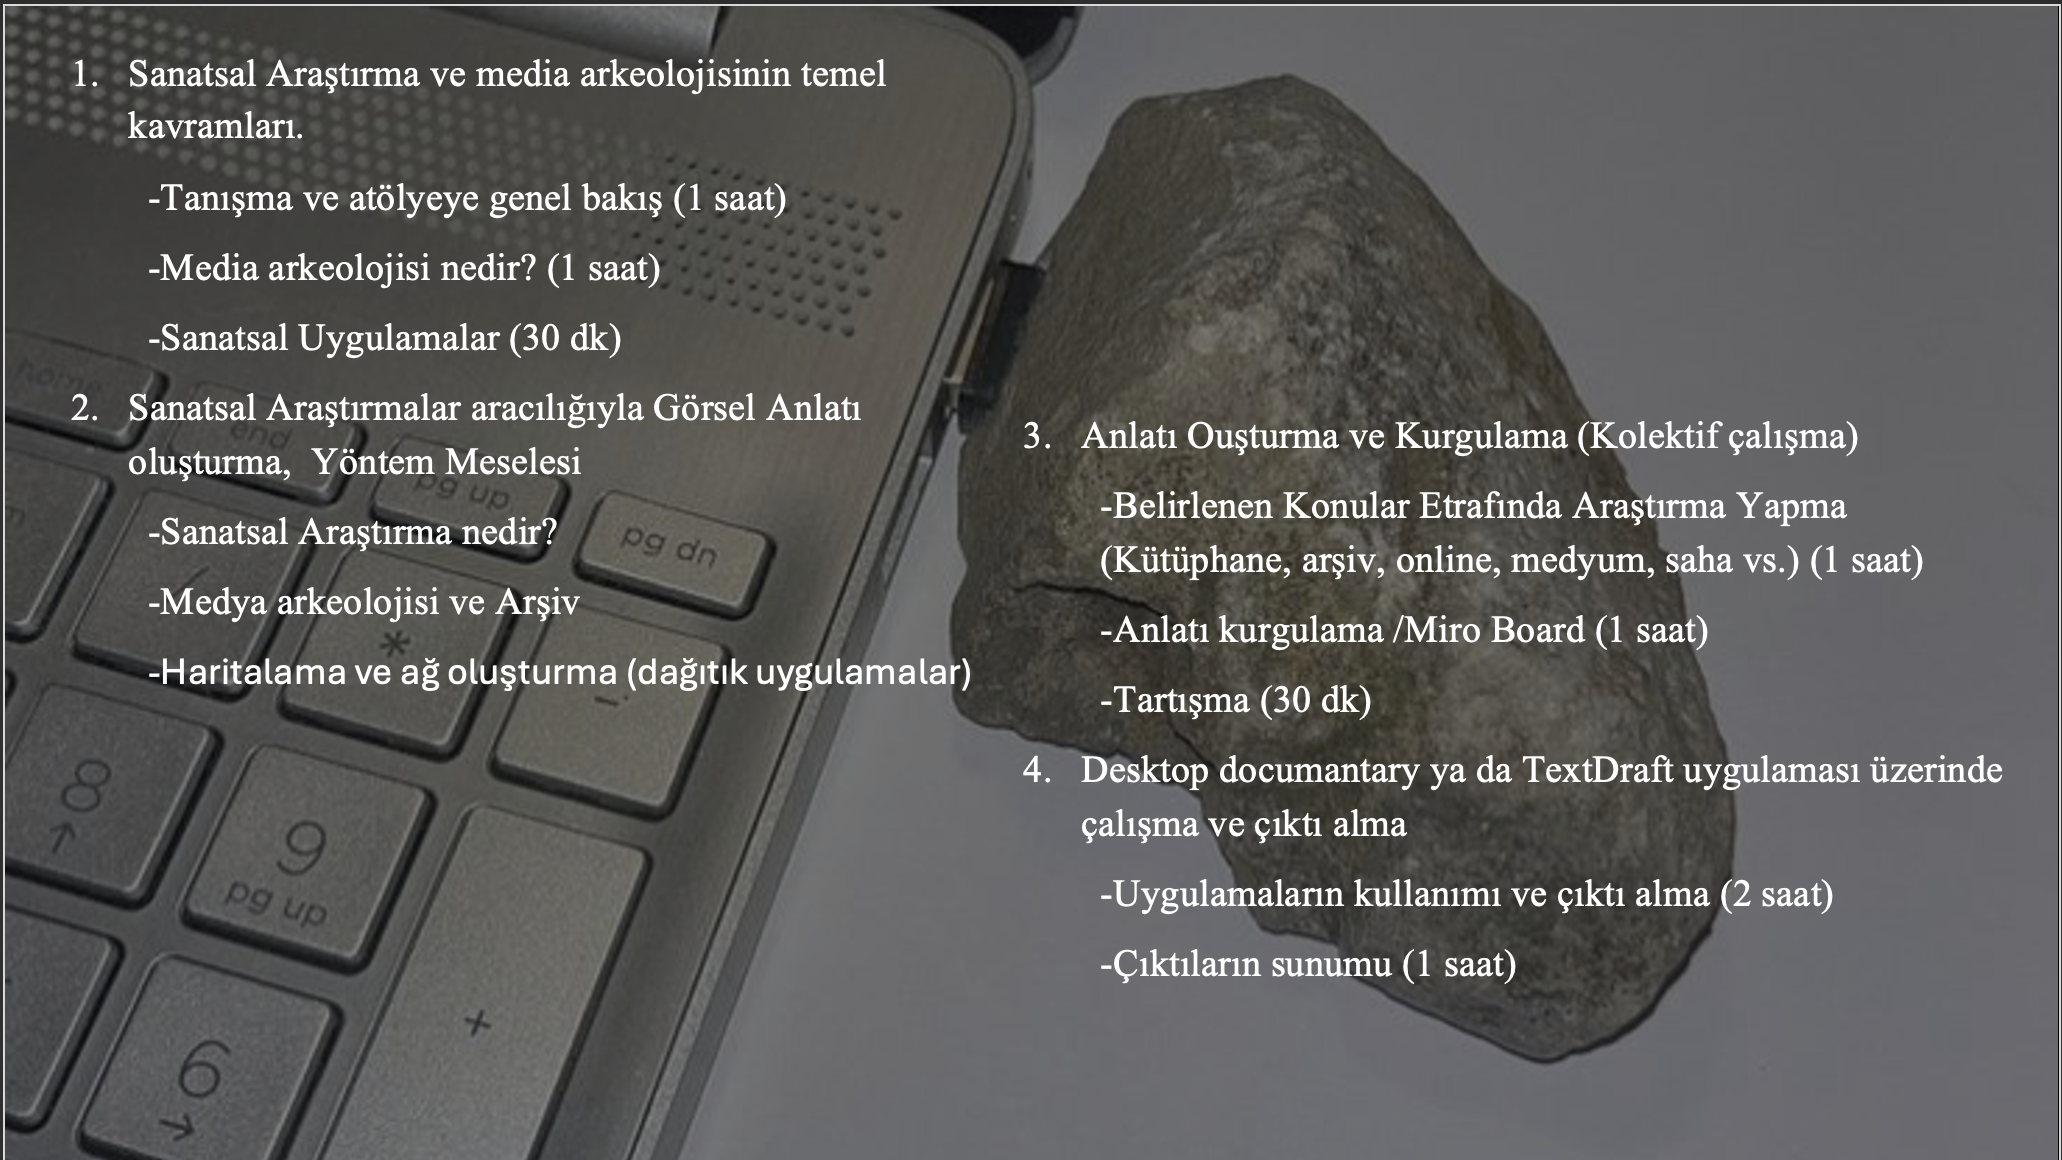 1. Sanatsal Araştırma ve media arkeolojisinin temel
kavramları.
-Tanışma ve atölyeye genel bakış (1 saat)
-Media arkeolojisi nedir? (1 saat)
-Sanatsal Uygulamalar (30 dk)
2. Sanatsal Araştırmalar aracılığıyla Görsel Anlatı
oluşturma, Yöntem Meselesi
-Sanatsal Araştırma nedir?
-Medya arkeolojisi ve Arşiv
-Haritalama ve ağ oluşturma (dağıtık uygulamalar)
3. Anlatı Ouşturma ve Kurgulama (Kolektif çalışma)
-Belirlenen Konular Etrafında Araştırma Yapma
(Kütüphane, arşiv, online, medyum, saha vs.) (1 saat)
-Anlatı kurgulama /Miro Board (1 saat)
-Tartışma (30 dk)
4. Desktop documantary ya da TextDraft uygulaması üzerinde
çalışma ve çıktı alma
-Uygulamaların kullanımı ve çıktı alma (2 saat)
-Çıktıların sunumu (1 saat)
home
end
pg up
pg dn
*
-
8
↑
9
pg up
+
6
→